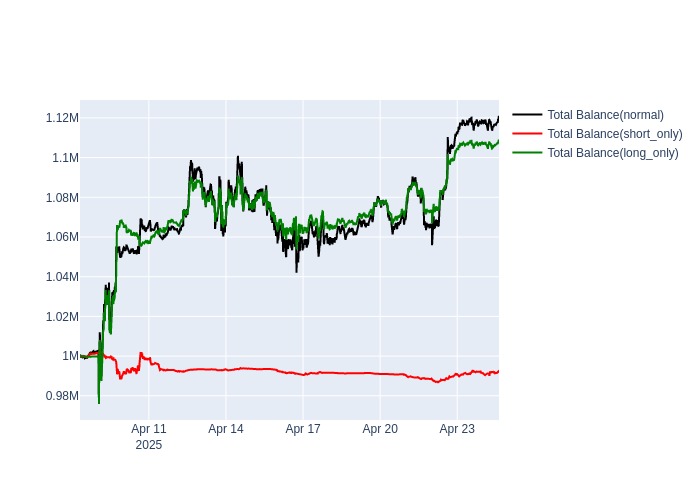 1.12M
1.1M
1.08M
1.06M
1.04M
1.02M
1M
0.98M
Apr 11
2025
Apr 14
Apr 17
Apr 20
Apr 23
Total Balance(normal)
Total Balance(short_only)
Total Balance(long_only)